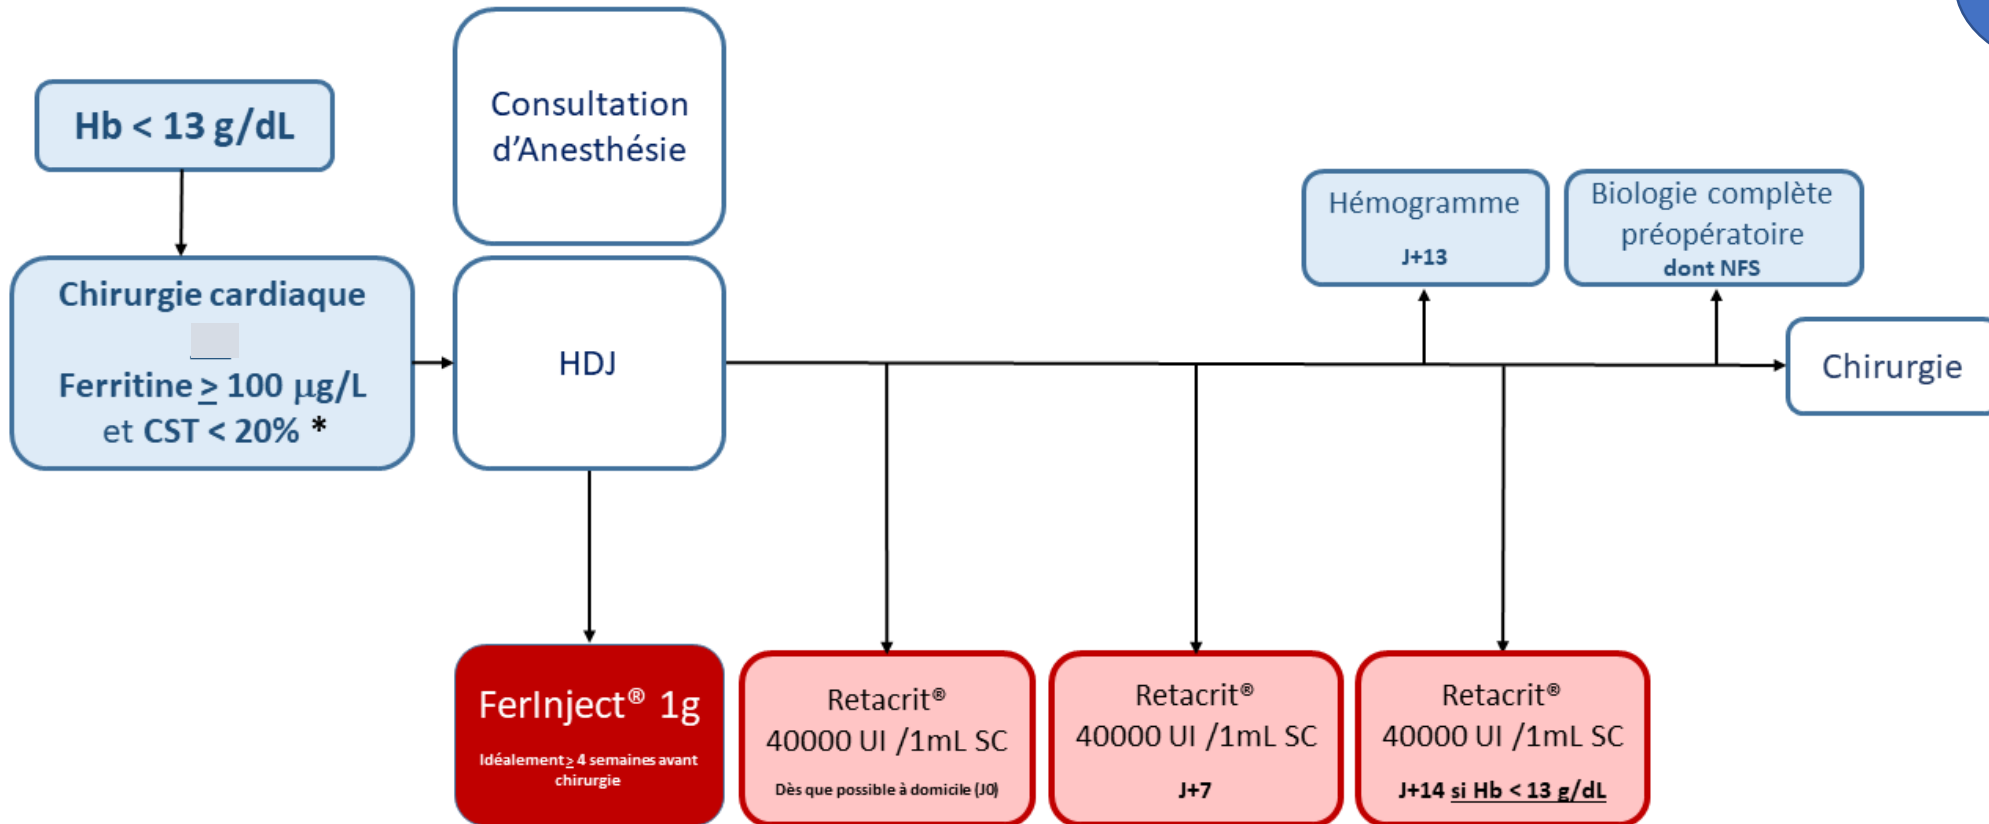 Hb < 13 g/dL
Chirurgie cardiaque
Ferritine ≥ 100 µg/L
et CST < 20% *
Consultation
d’Anesthésie
HDJ
Hémogramme
J+13
Biologie complète
préopératoire
dont NFS
Chirurgie
FerInject® 1g
Idéalement ≥ 4 semaines avant
chirurgie
Retacrit®
40000 UI /1mL SC
Dès que possible à domicile (J0)
Retacrit®
40000 UI /1mL SC
J+7
Retacrit®
40000 UI /1mL SC
J+14 si Hb < 13 g/dL